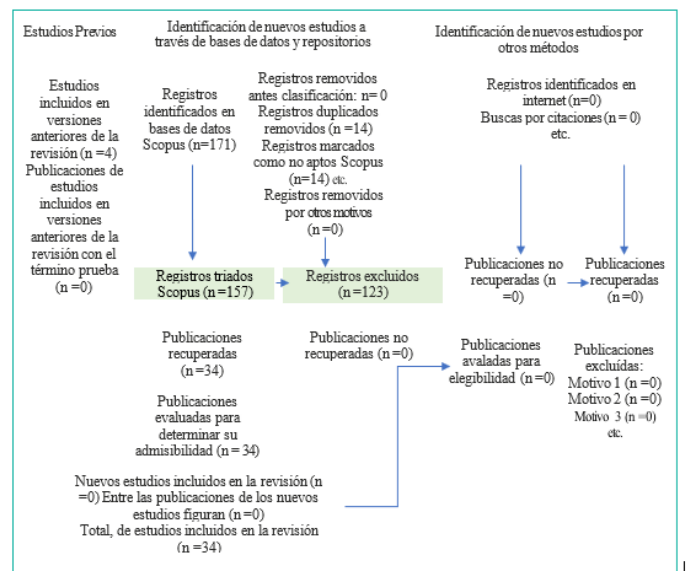 Estudios Previos
Identificación de nuevos estudios a
través de bases de datos y repositorios
Identificación de nuevos estudios por
otros métodos
Estudios
incluidos en
versiones
anteriores de la
revisión (n =4)
Publicaciones de
estudios
incluidos en
versiones
anteriores de la
revisión con el
término prueba
(n =0)
Registros
identificados en
bases de datos
Scopus (n=171)
Registros removidos
antes clasificación: n= 0
Registros duplicados
removidos (n =14)
Registros marcados
como no aptos Scopus
(n=14) etc.
Registros removidos
por otros motivos
(n =0)
Registros identificados en
internet (n=0)
Buscas por citaciones (n = 0)
etc.
Registros triados
Scopus (n =157)
Registros excluidos
(n =123)
Publicaciones no
recuperadas (n
=0)
Publicaciones
recuperadas
(n =0)
Publicaciones
recuperadas
(n =34)
Publicaciones no
recuperadas (n =0)
Publicaciones
avaladas para
elegibilidad (n =0)
Publicaciones
excluídas:
Motivo 1 (n =0)
Motivo 2 (n =0)
Motivo 3 (n =0)
etc.
Publicaciones
evaluadas para
determinar su
admisibilidad (n = 34)
Nuevos estudios incluidos en la revisión (n
=0) Entre las publicaciones de los nuevos
estudios figuran (n =0)
Total, de estudios incluidos en la revisión
(n =34)